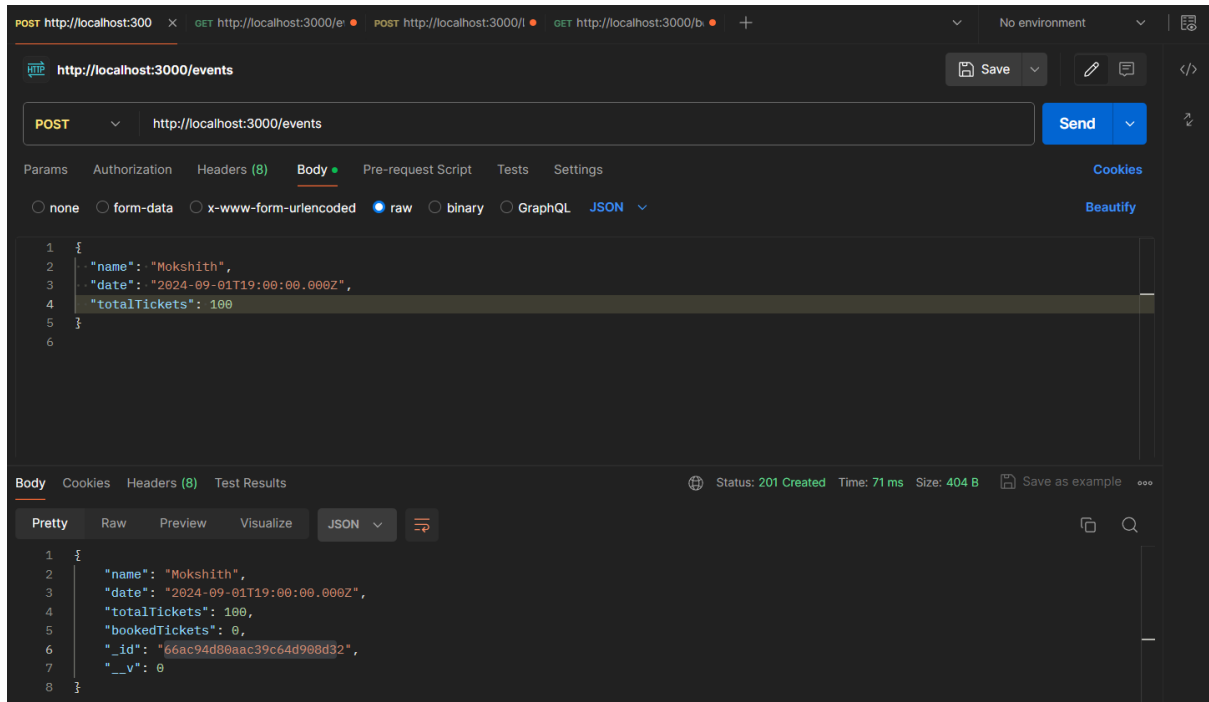 POST http://localhost:300 GET http://localhost:3000/e POST http://localhost:3000/ GET http://localhost:3000/b No environment
HTTP http://localhost:3000/events Save
POST http://localhost:3000/events Send
Params Authorization Headers (8) Body Pre-request Script Tests Settings Cookies
none form-data x-www-form-urlencoded raw binary GraphQL JSON Beautify
1 {
2 "name": "Mokshith",
3 "date": "2024-09-01T19:00:00.000Z",
4 "totalTickets": 100
5 }
6
Body Cookies Headers (8) Test Results Status: 201 Created Time: 71 ms Size: 404 B Save as example
Pretty Raw Preview Visualize JSON
1 {
2 "name": "Mokshith",
3 "date": "2024-09-01T19:00:00.000Z",
4 "totalTickets": 100,
5 "bookedTickets": 0,
6 "_id": "66ac94d80aac39c64d908d32",
7 "__v": 0
8 }